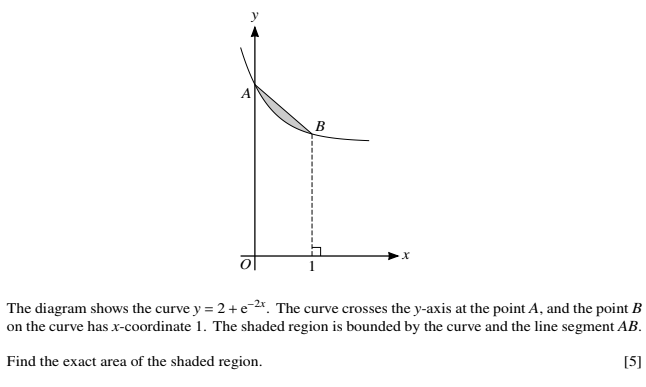 y
A
B
O
1
x
The diagram shows the curve y = 2 + e⁻²ˣ. The curve crosses the y-axis at the point A, and the point B
on the curve has x-coordinate 1. The shaded region is bounded by the curve and the line segment AB.
Find the exact area of the shaded region. [5]